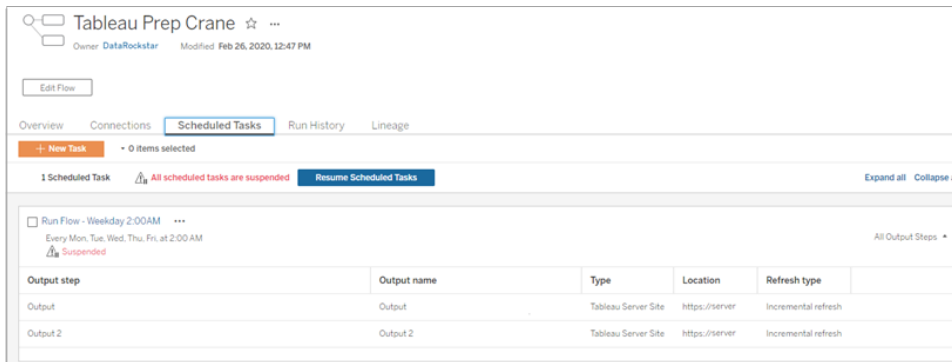 Tableau Prep Crane ☆ ...
Owner DataRockstar Modified Feb 26, 2020, 12:47 PM
Edit Flow
Overview Connections Scheduled Tasks Run History Lineage
+ New Task ▾ 0 items selected
1 Scheduled Task All scheduled tasks are suspended Resume Scheduled Tasks Expand all Collapse a
Run Flow - Weekday 2:00AM ...
Every Mon, Tue, Wed, Thu, Fri, at 2:00 AM
All Output Steps ▲
Suspended
Output step Output name Type Location Refresh type
Output Output Tableau Server Site https://server Incremental refresh
Output 2 Output 2 Tableau Server Site https://server Incremental refresh